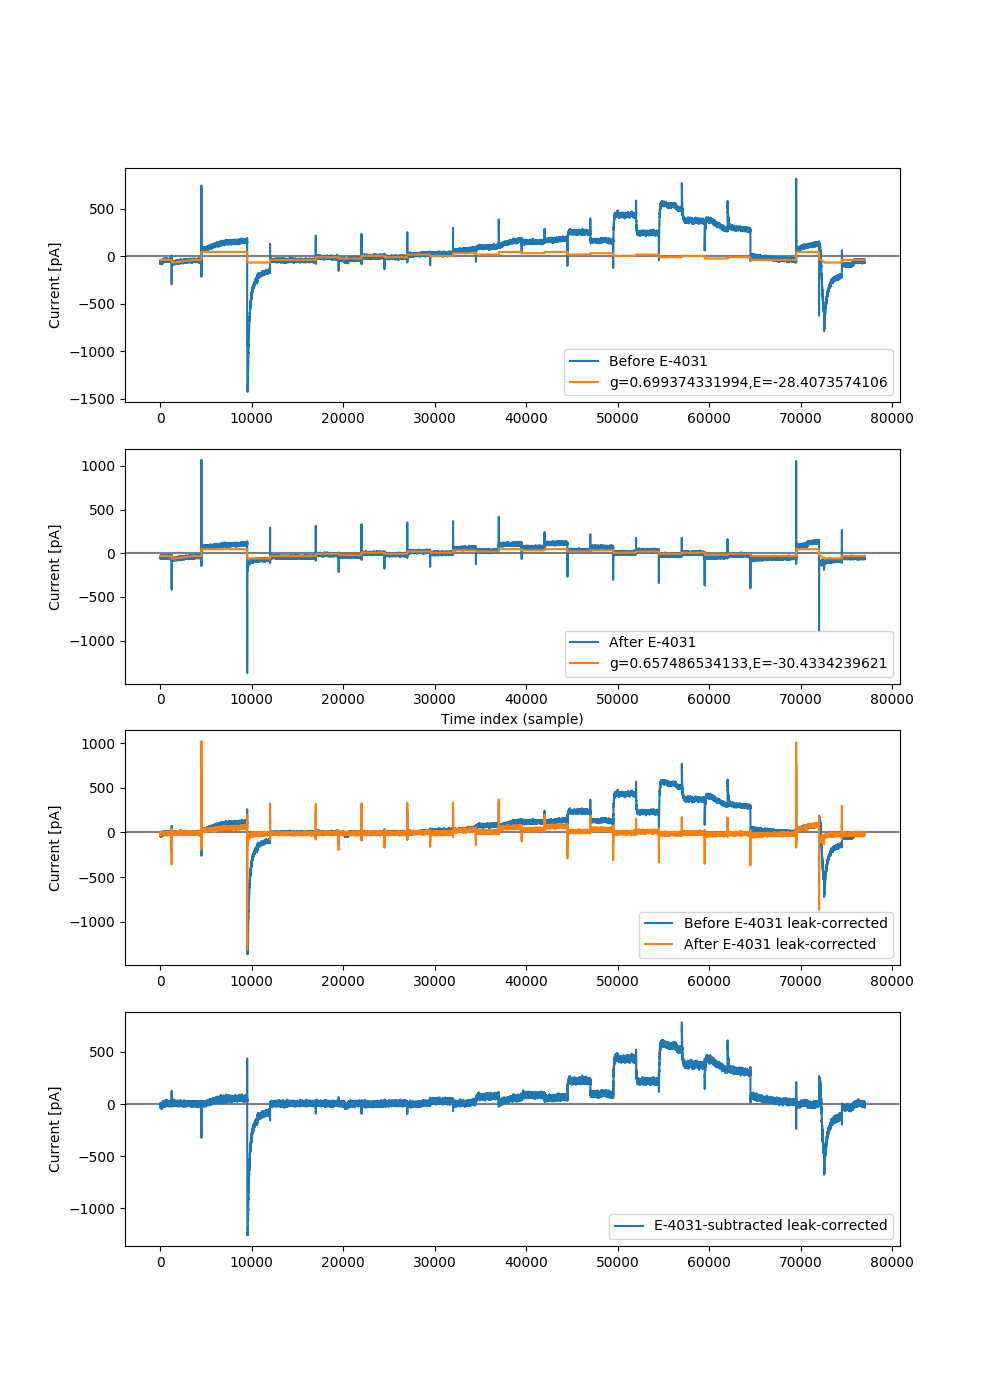 500
0
−500
−1000
−1500
Current [pA]
Before E-4031
g=0.699374331994,E=-28.4073574106
0 10000 20000 30000 40000 50000 60000 70000 80000
1000
500
0
−500
−1000
Current [pA]
After E-4031
g=0.657486534133,E=-30.4334239621
0 10000 20000 30000 40000 50000 60000 70000 80000
Time index (sample)
1000
500
0
−500
−1000
Current [pA]
Before E-4031 leak-corrected
After E-4031 leak-corrected
0 10000 20000 30000 40000 50000 60000 70000 80000
500
0
−500
−1000
Current [pA]
E-4031-subtracted leak-corrected
0 10000 20000 30000 40000 50000 60000 70000 80000